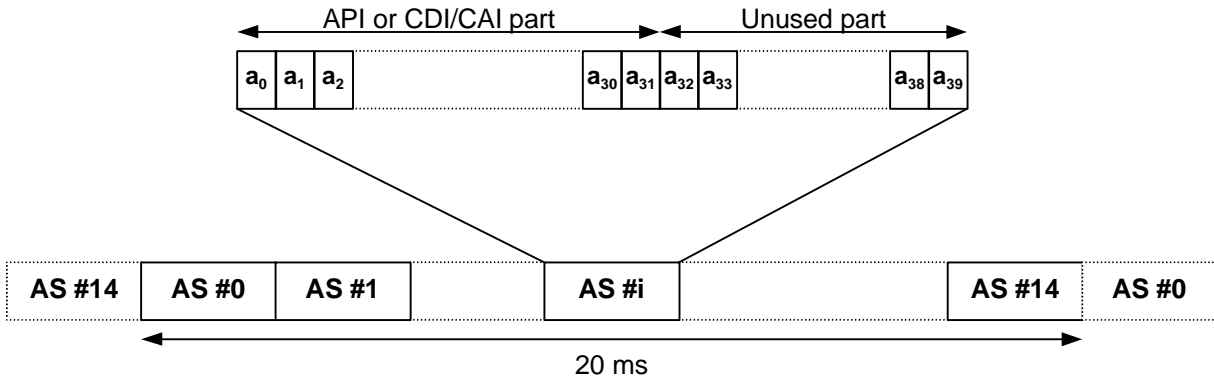 API or CDI/CAI part Unused part
a0 a1 a2 a30 a31 a32 a33 a38 a39
AS #14 AS #0 AS #1 AS #i AS #14 AS #0
20 ms